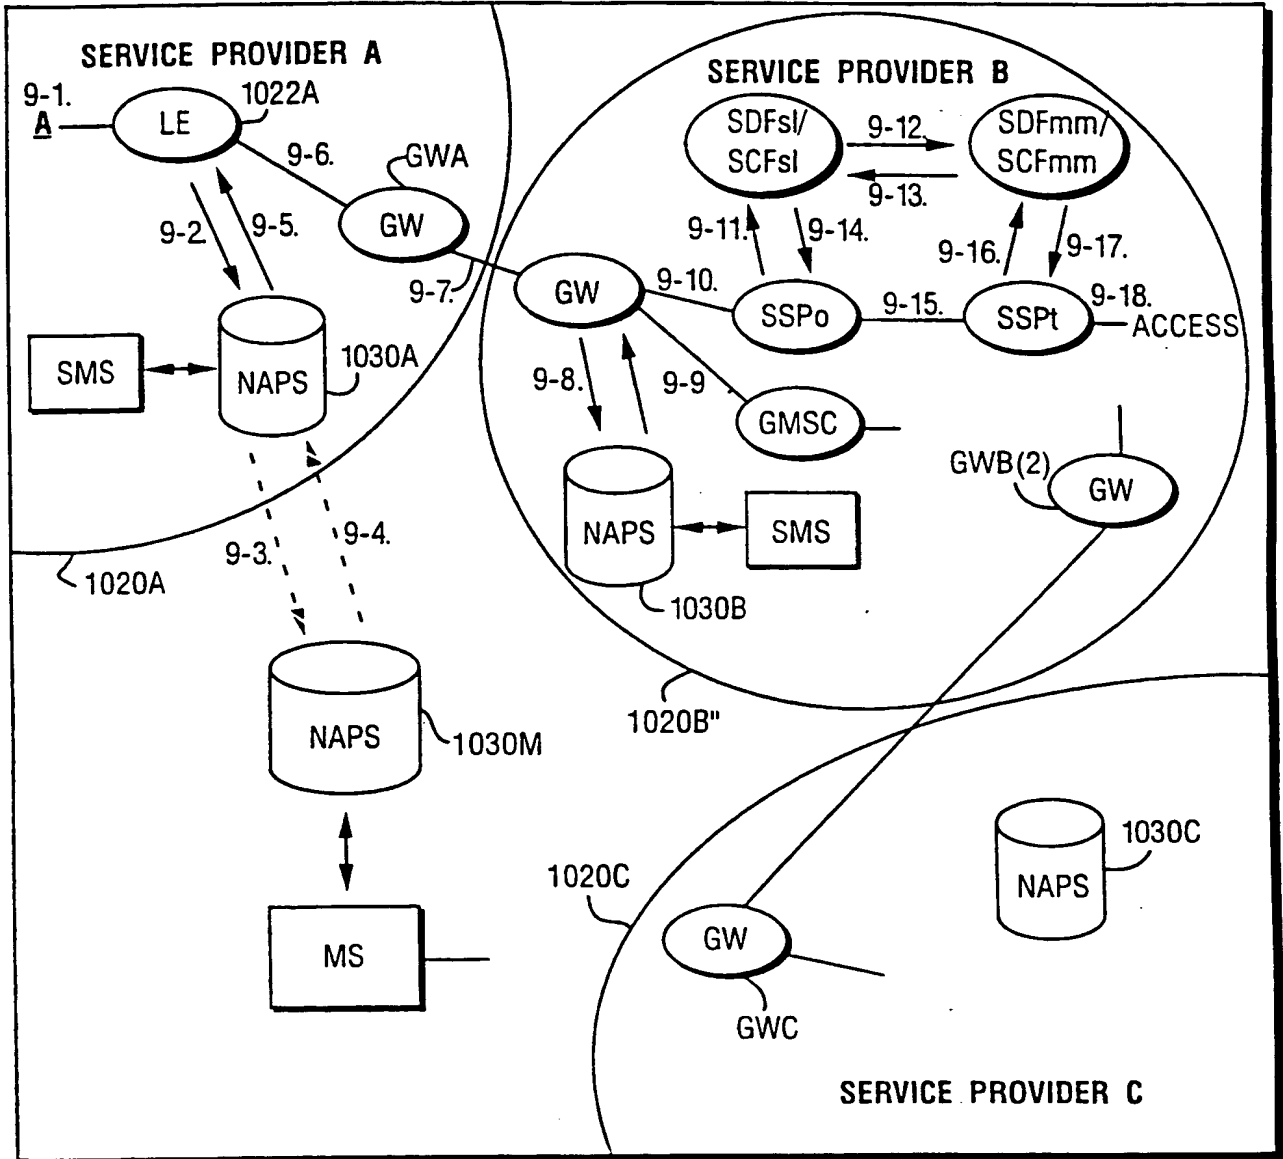 SERVICE PROVIDER A
9-1.
A
LE
1022A
9-6.
GWA
GW
9-2.
9-5.
9-7.
SMS
NAPS
1030A
9-3.
9-4.
1020A
NAPS
1030M
MS
SERVICE PROVIDER B
SDFsl/
SCFsl
9-12.
9-13.
SDFmm/
SCFmm
9-11.
9-14.
9-16.
9-17.
GW
9-10.
SSPo
9-15.
SSPt
9-18.
ACCESS
9-8.
9-9
GMSC
NAPS
SMS
1030B
GWB(2)
GW
1020B"
1020C
GW
GWC
NAPS
1030C
SERVICE PROVIDER C